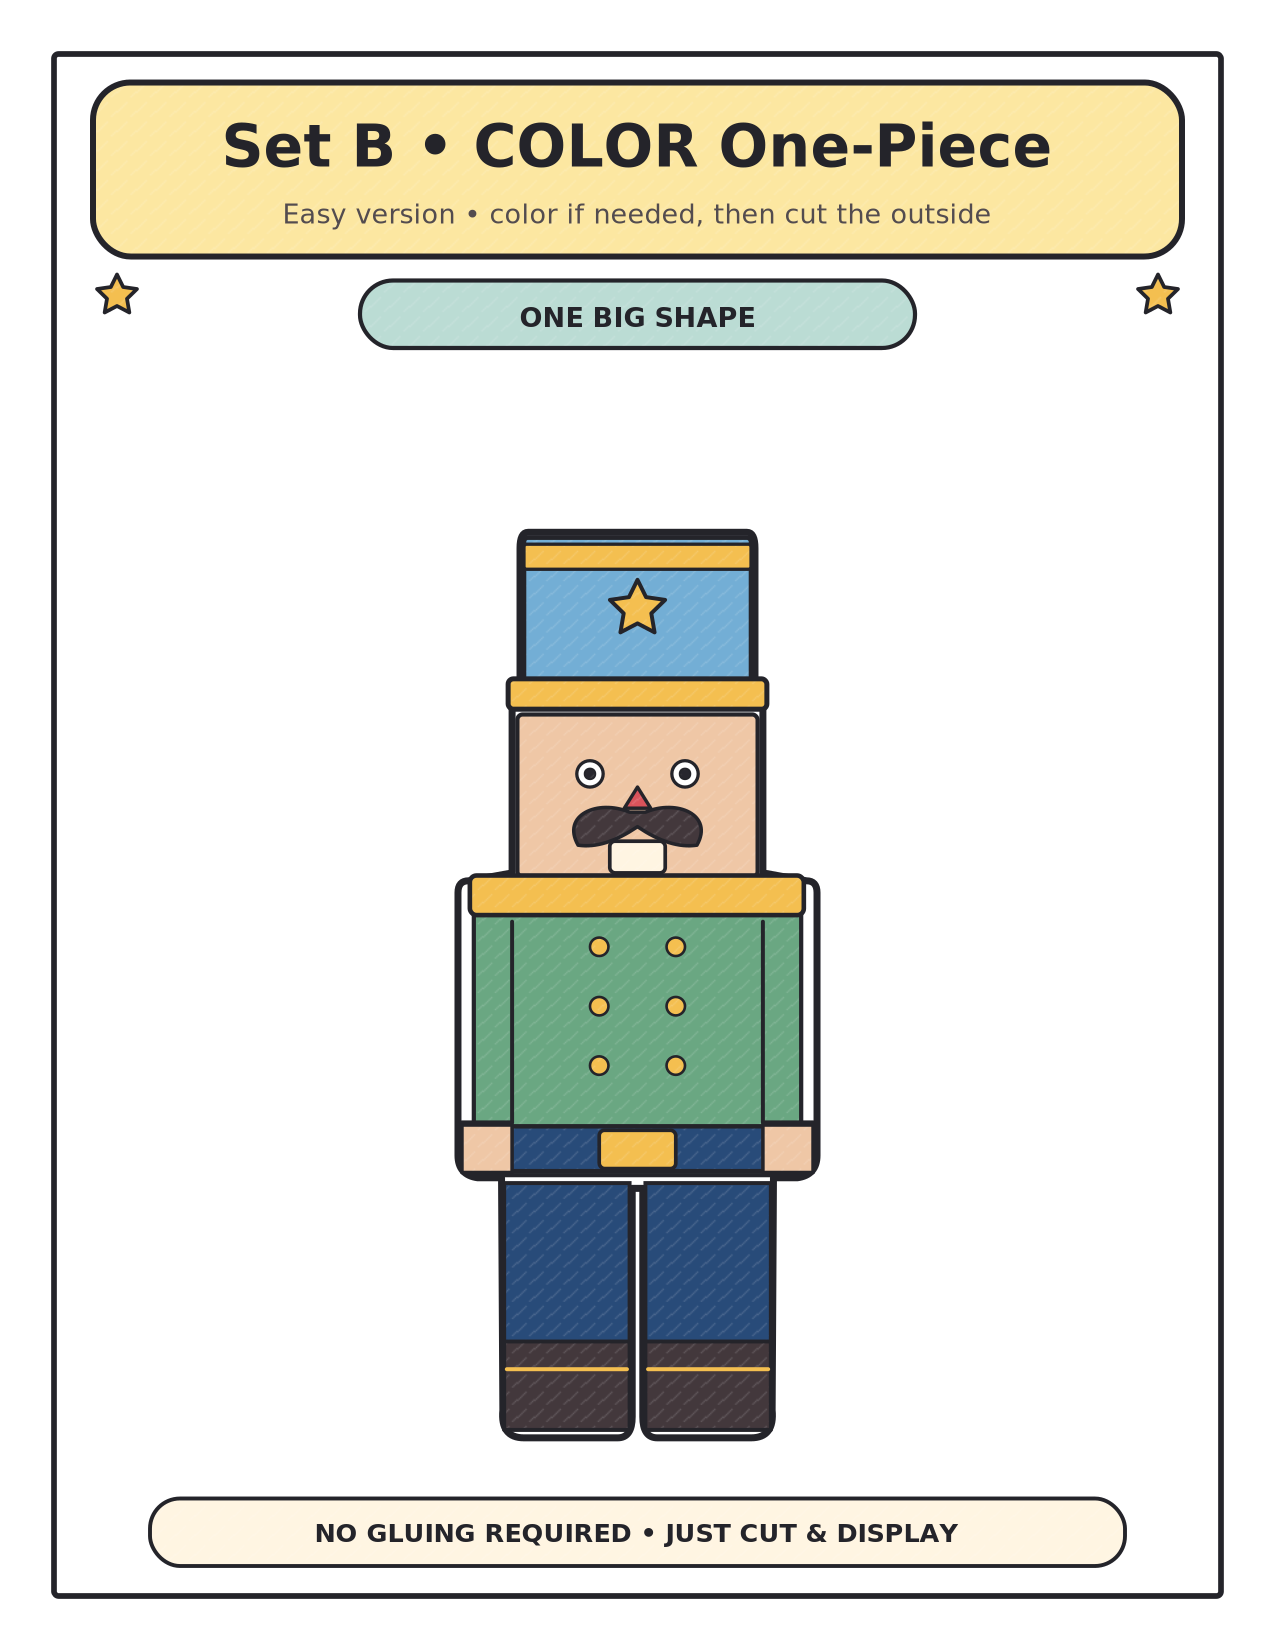 Set B • COLOR One-Piece
Easy version • color if needed, then cut the outside
ONE BIG SHAPE
NO GLUING REQUIRED • JUST CUT & DISPLAY